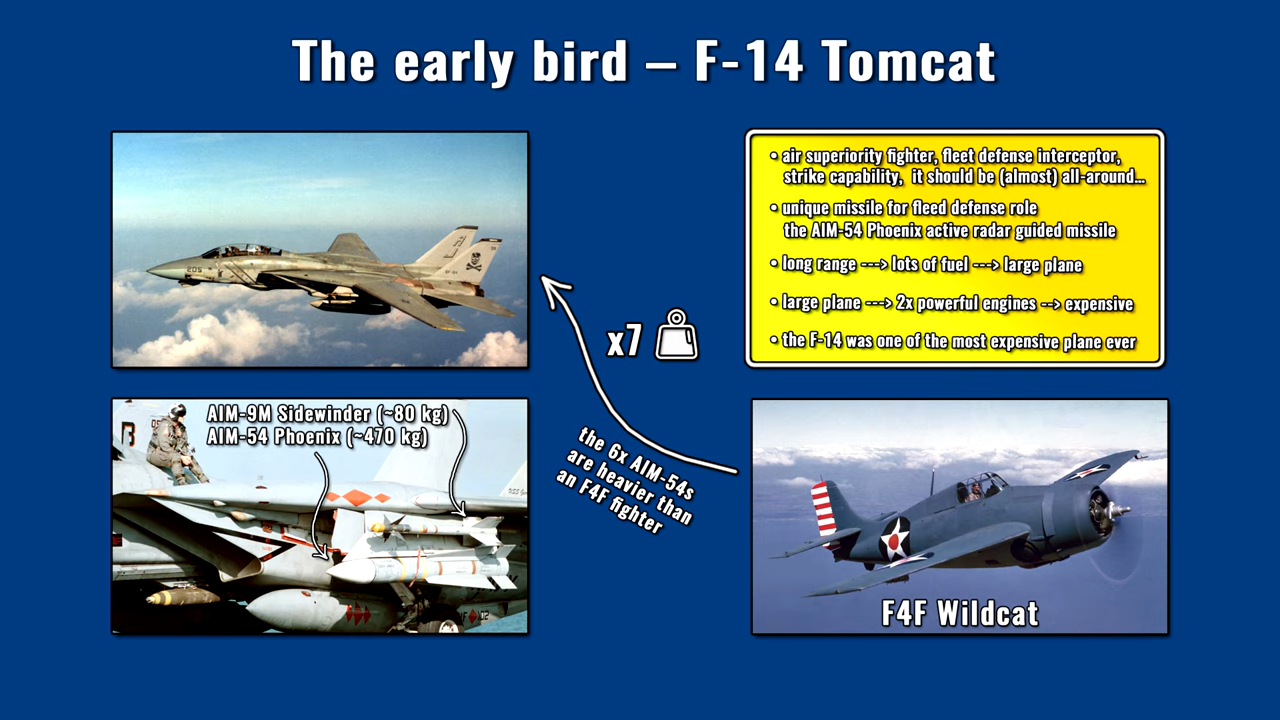 The early bird – F-14 Tomcat
• air superiority fighter, fleet defense interceptor,
strike capability,  it should be (almost) all-around...
• unique missile for fleed defense role
the AIM-54 Phoenix active radar guided missile
• long range ---> lots of fuel ---> large plane
• large plane ---> 2x powerful engines --> expensive
• the F-14 was one of the most expensive plane ever
205
x7
AIM-9M Sidewinder (~80 kg)
AIM-54 Phoenix (~470 kg)
the 6x AIM-54s
are heavier than
an F4F fighter
F4F Wildcat